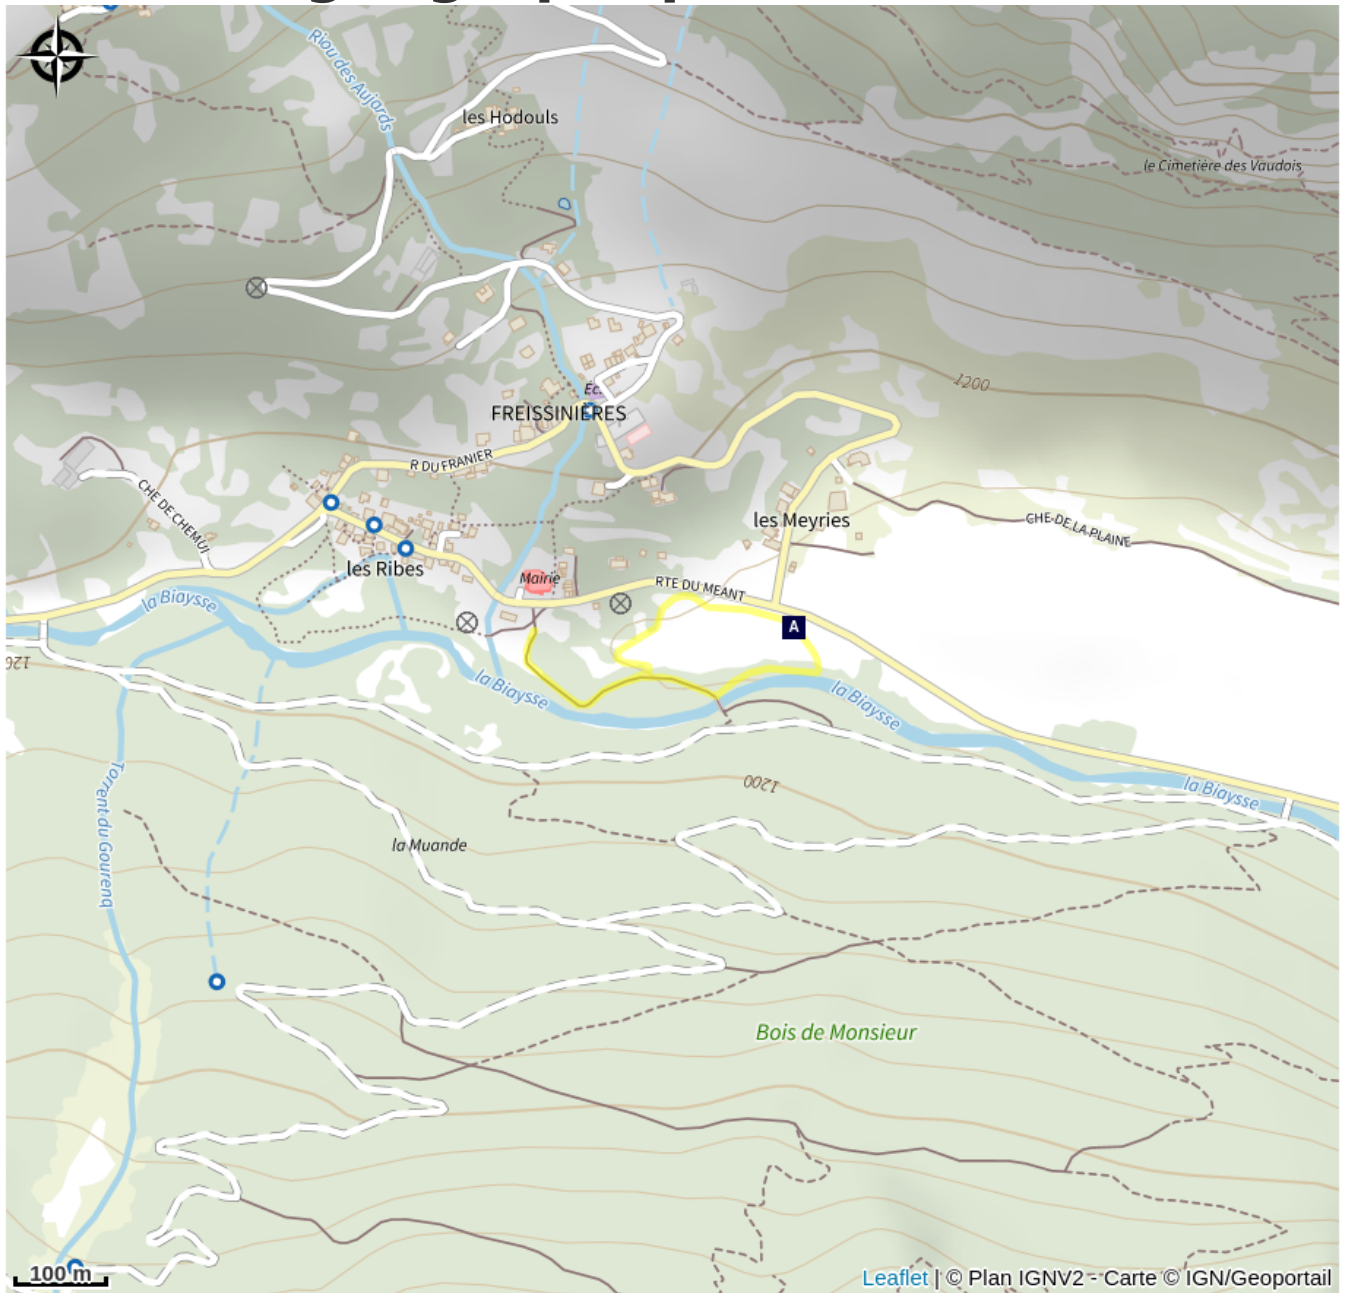 Riou des Aujards
les Hodouls
le Cimetière des Vaudois
1200
Éc.
FREISSINIÈRES
R DU FRANIER
CHE DE CHEMUI
les Meyries
CHE DE LA PLAINE
les Ribes
Mairie
RTE DU MEANT
la Biaysse
A
la Biaysse
la Biaysse
la Biaysse
1200
Torrent du Gourenq
la Muande
Bois de Monsieur
100 m
Leaflet | © Plan IGNV2 - Carte © IGN/Geoportail